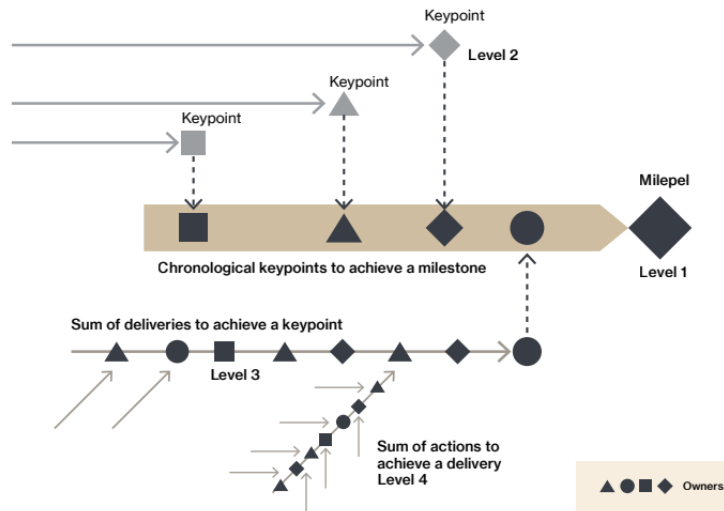 Keypoint
Level 2
Keypoint
Keypoint
Milepel
Chronological keypoints to achieve a milestone
Level 1
Sum of deliveries to achieve a keypoint
Level 3
Sum of actions to
achieve a delivery
Level 4
Owners